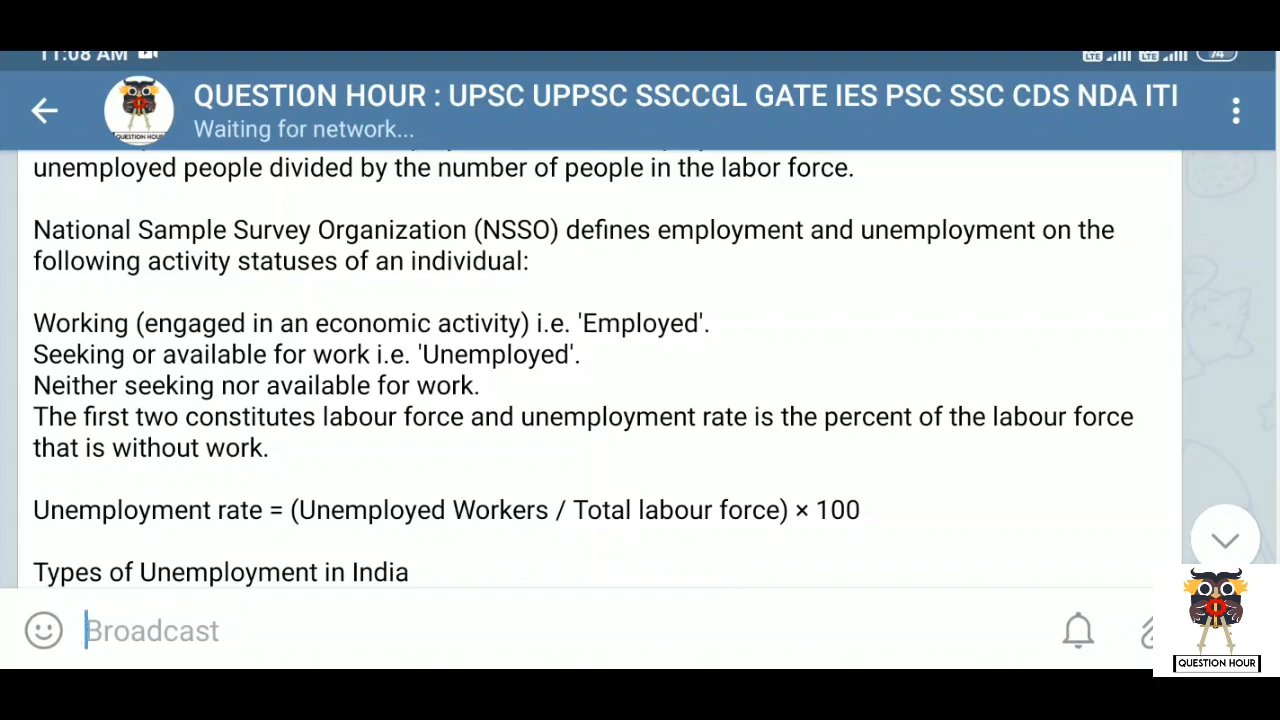 11:08 AM
74
QUESTION HOUR : UPSC UPPSC SSCCGL GATE IES PSC SSC CDS NDA ITI
Waiting for network...
QUESTION HOUR
unemployed people divided by the number of people in the labor force.
National Sample Survey Organization (NSSO) defines employment and unemployment on the
following activity statuses of an individual:
Working (engaged in an economic activity) i.e. 'Employed'.
Seeking or available for work i.e. 'Unemployed'.
Neither seeking nor available for work.
The first two constitutes labour force and unemployment rate is the percent of the labour force
that is without work.
Unemployment rate = (Unemployed Workers / Total labour force) × 100
Types of Unemployment in India
Broadcast
QUESTION HOUR